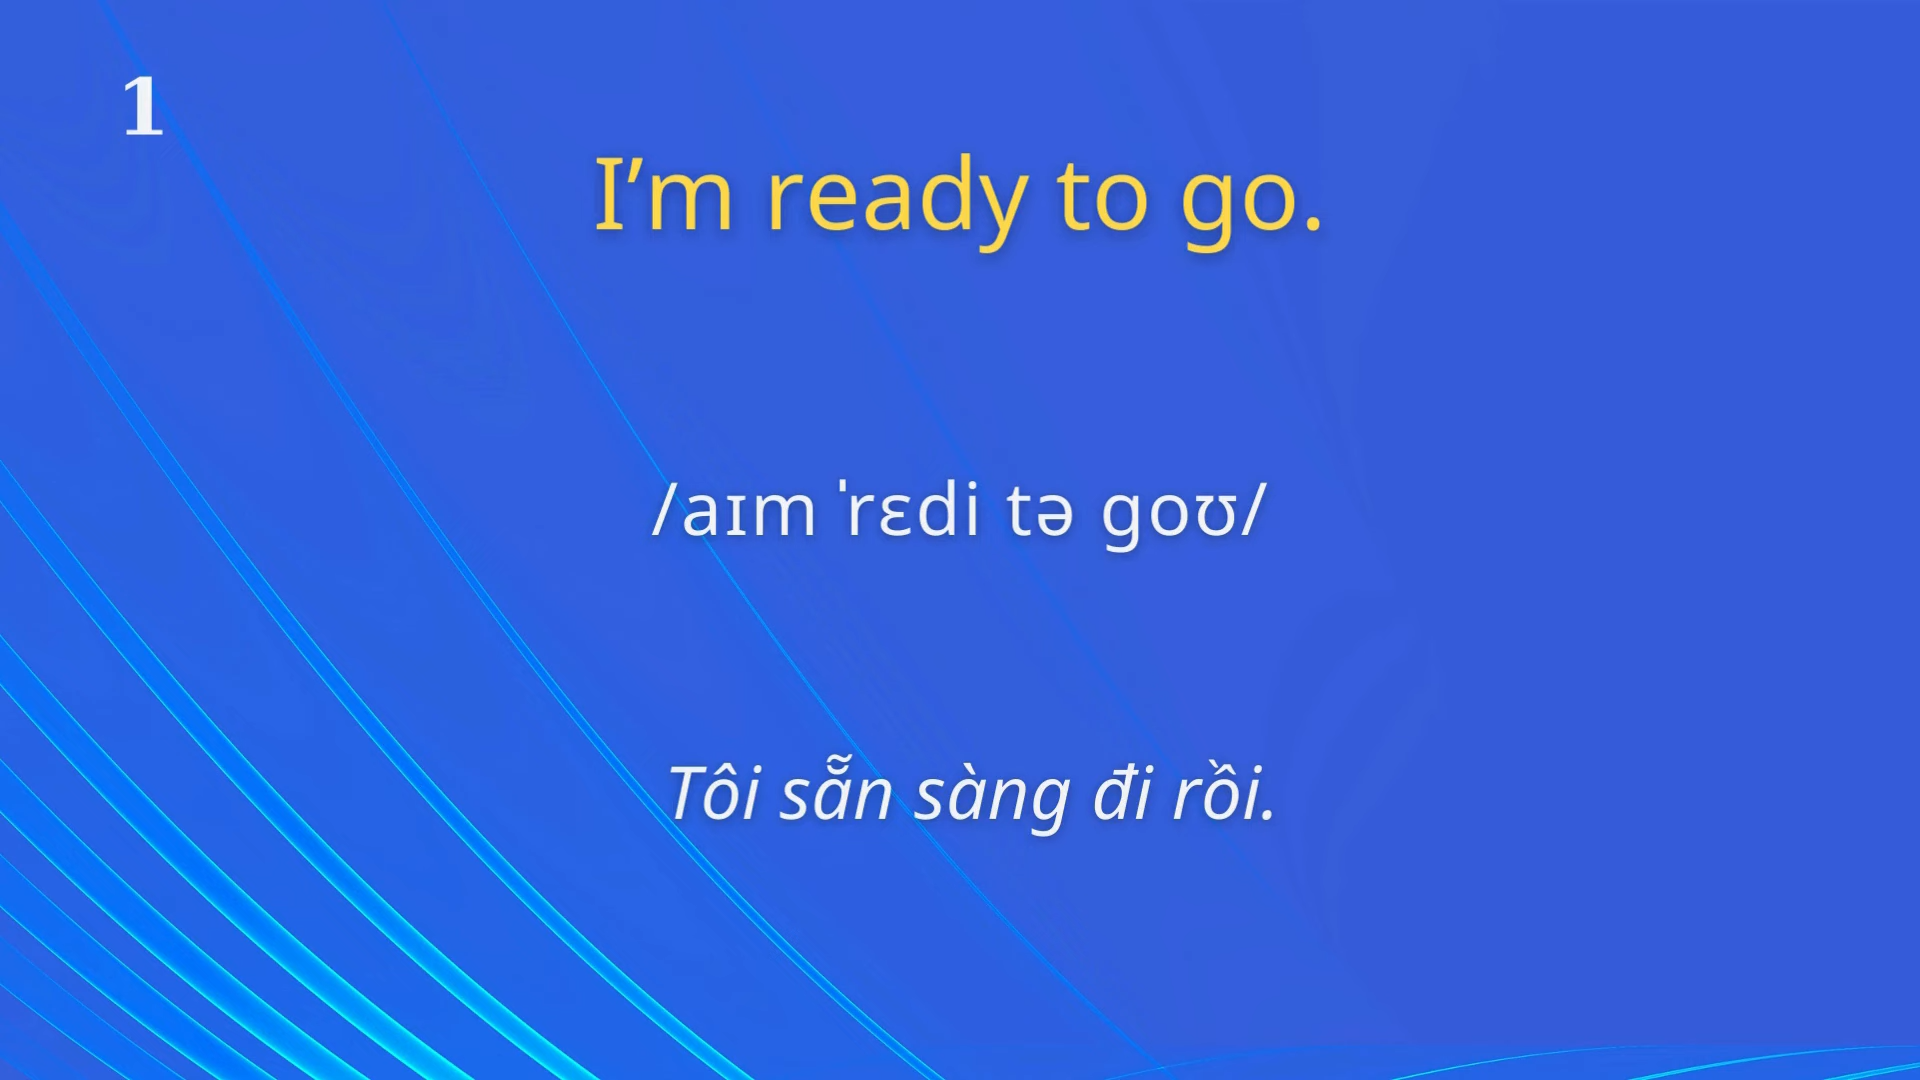 1
I’m ready to go.
/aɪm ˈrɛdi tə goʊ/
Tôi sẵn sàng đi rồi.